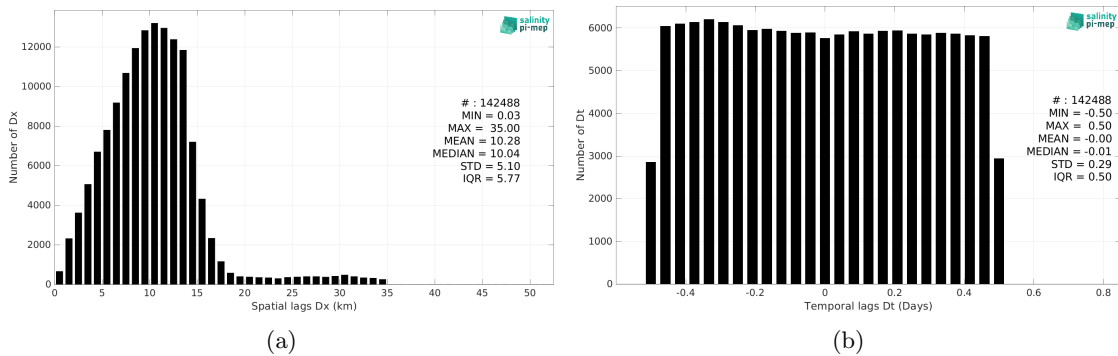 salinity
pi-mep
12000
10000
8000
6000
4000
2000
0
Number of Dx
# : 142488
MIN = 0.03
MAX = 35.00
MEAN = 10.28
MEDIAN = 10.04
STD = 5.10
IQR = 5.77
0 5 10 15 20 25 30 35 40 45 50
Spatial lags Dx (km)
(a)
salinity
pi-mep
6000
5000
4000
3000
2000
1000
0
Number of Dt
# : 142488
MIN = -0.50
MAX = 0.50
MEAN = -0.00
MEDIAN = -0.01
STD = 0.29
IQR = 0.50
-0.4 -0.2 0 0.2 0.4 0.6 0.8
Temporal lags Dt (Days)
(b)